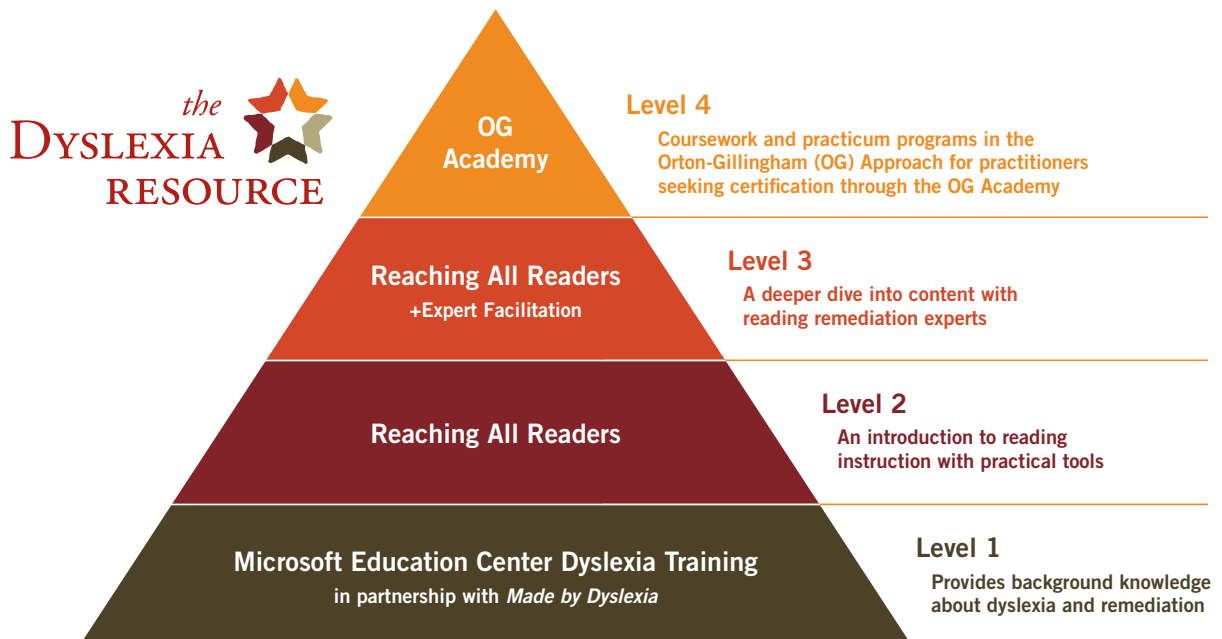 the
DYSLEXIA
RESOURCE
OG
Academy
Level 4
Coursework and practicum programs in the
Orton-Gillingham (OG) Approach for practitioners
seeking certification through the OG Academy
Reaching All Readers
+Expert Facilitation
Level 3
A deeper dive into content with
reading remediation experts
Reaching All Readers
Level 2
An introduction to reading
instruction with practical tools
Microsoft Education Center Dyslexia Training
in partnership with Made by Dyslexia
Level 1
Provides background knowledge
about dyslexia and remediation